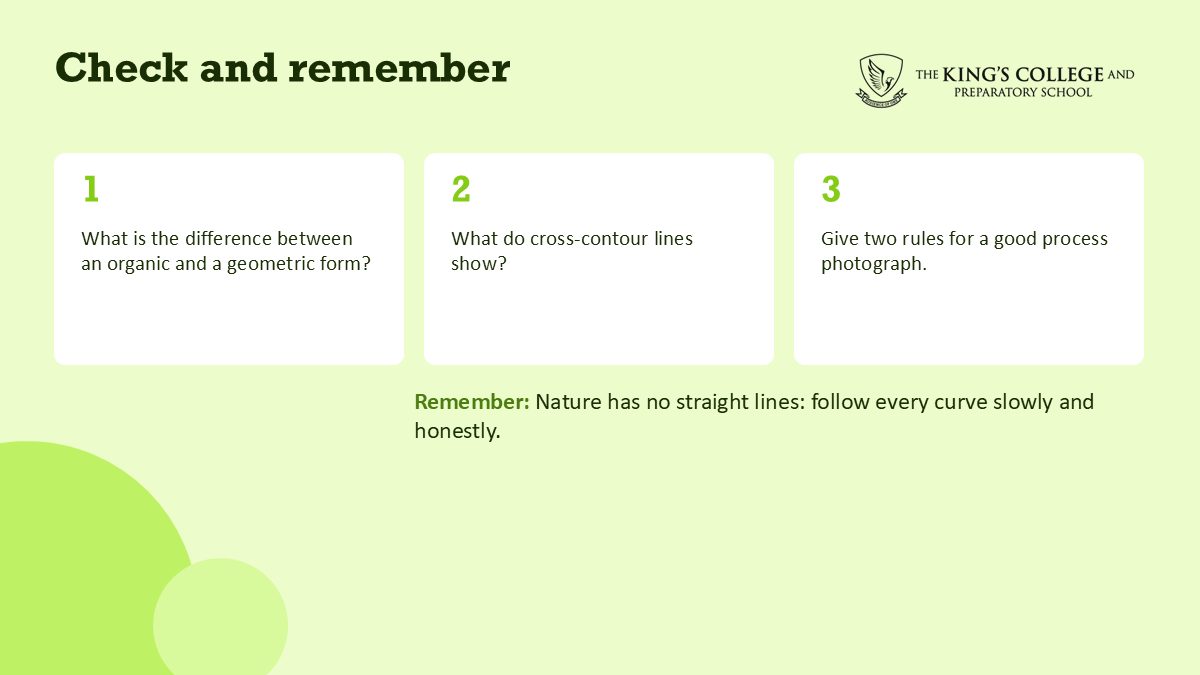 Check and remember
THE KING'S COLLEGE AND
PREPARATORY SCHOOL
1
What is the difference between
an organic and a geometric form?
2
What do cross-contour lines
show?
3
Give two rules for a good process
photograph.
Remember: Nature has no straight lines: follow every curve slowly and
honestly.